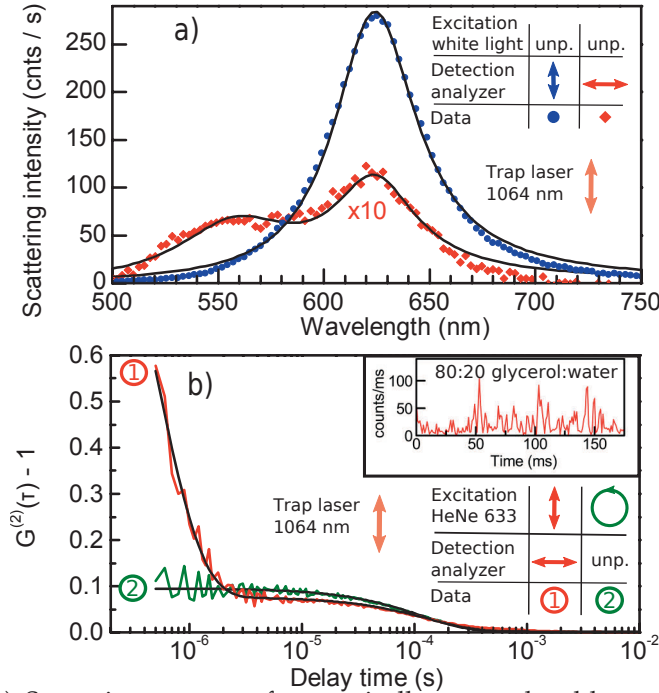 300
250
200
150
100
50
0
Scattering intensity (cnts / s)
a)
Excitation
white light
unp.
unp.
Detection
analyzer
Data
Trap laser
1064 nm
x10
500
550
600
650
700
750
Wavelength (nm)
0.6
0.5
0.4
0.3
0.2
0.1
0.0
G(2)(τ) - 1
1
b)
2
80:20 glycerol:water
counts/ms
100
50
0
0
50
100
150
Time (ms)
Trap laser
1064 nm
Excitation
HeNe 633
Detection
analyzer
unp.
Data
1
2
10-6
10-5
10-4
10-3
10-2
Delay time (s)